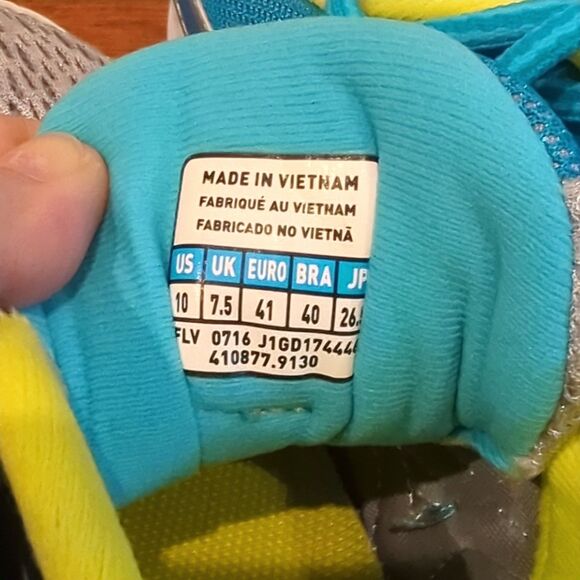 MADE IN VIETNAM
FABRIQUÉ AU VIETNAM
FABRICADO NO VIETNÃ
US UK EURO BRA JP
10 7.5 41 40
FLV 0716
410877.9130